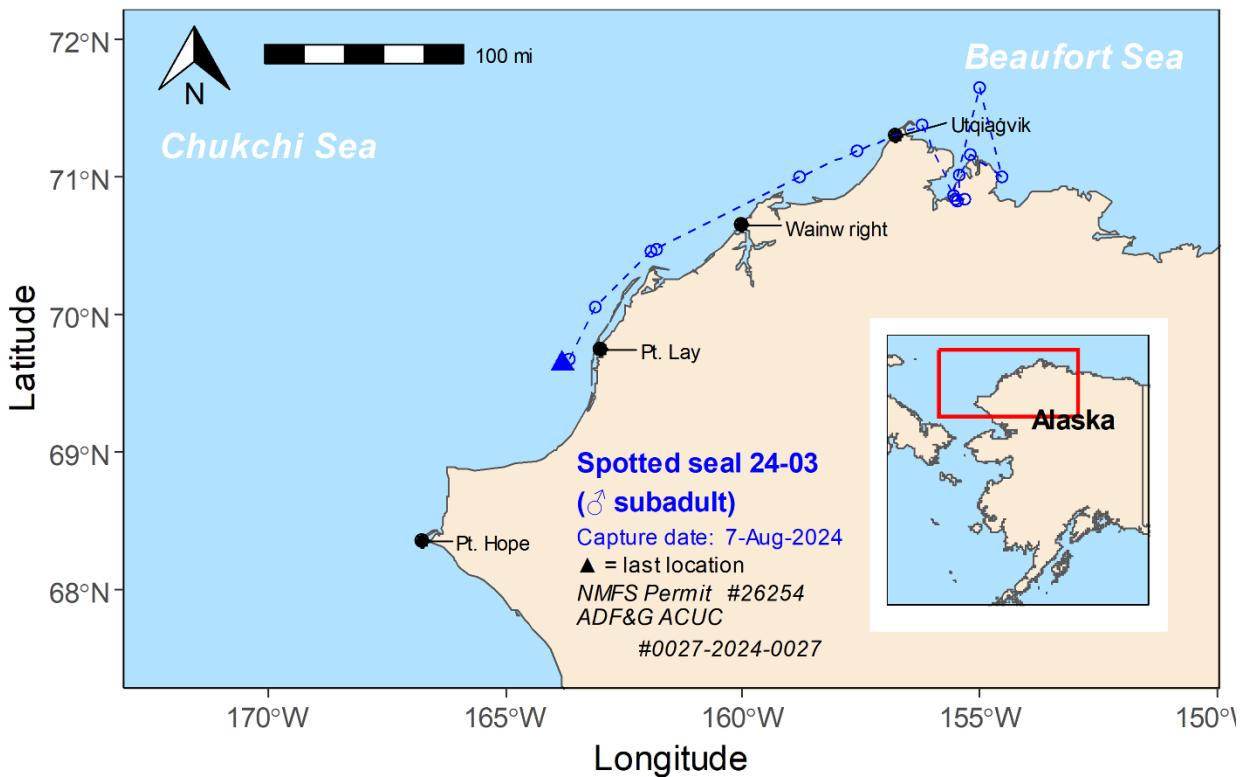 72°N
71°N
70°N
69°N
68°N
Latitude
N
100 mi
Beaufort Sea
Chukchi Sea
Utqiaġvik
Wainw right
Pt. Lay
Pt. Hope
Alaska
Spotted seal 24-03
(♂ subadult)
Capture date: 7-Aug-2024
▲ = last location
NMFS Permit #26254
ADF&G ACUC
#0027-2024-0027
170°W
165°W
160°W
155°W
150°W
Longitude